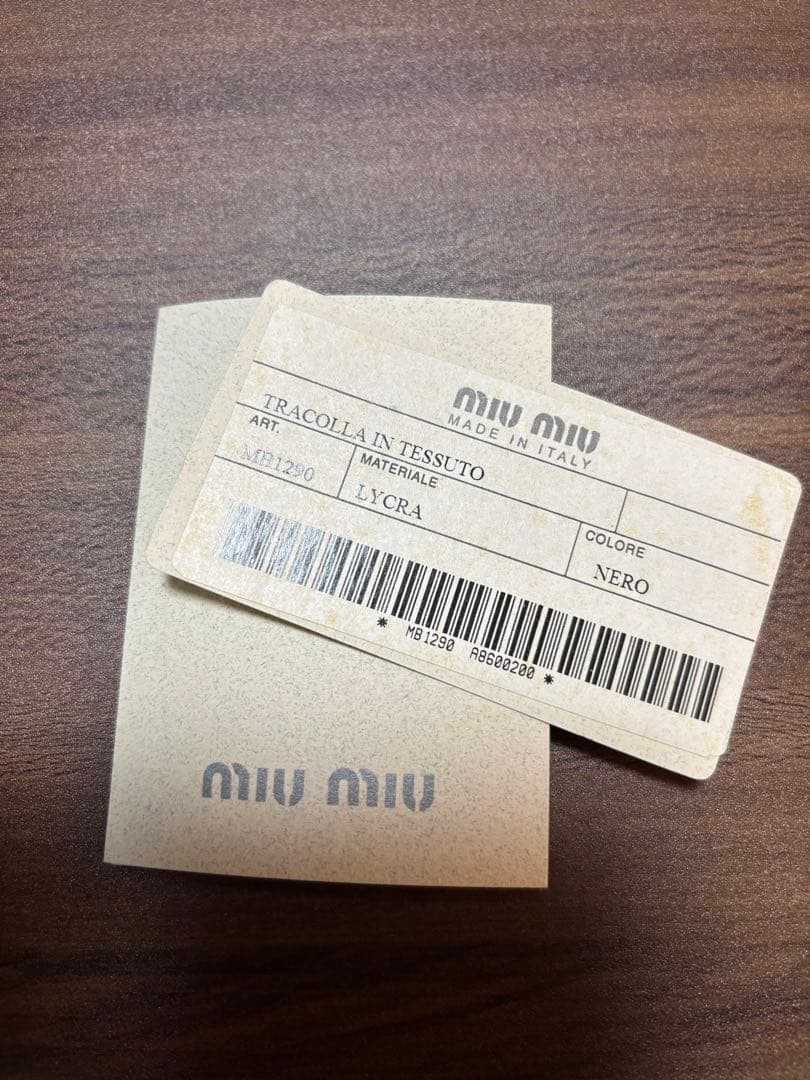 MIU MIU
MADE IN ITALY
TRACOLLA IN TESSUTO
ART.
MB1290
MATERIALE
LYCRA
COLORE
NERO
* MB1290 A8600200 *
MIU MIU